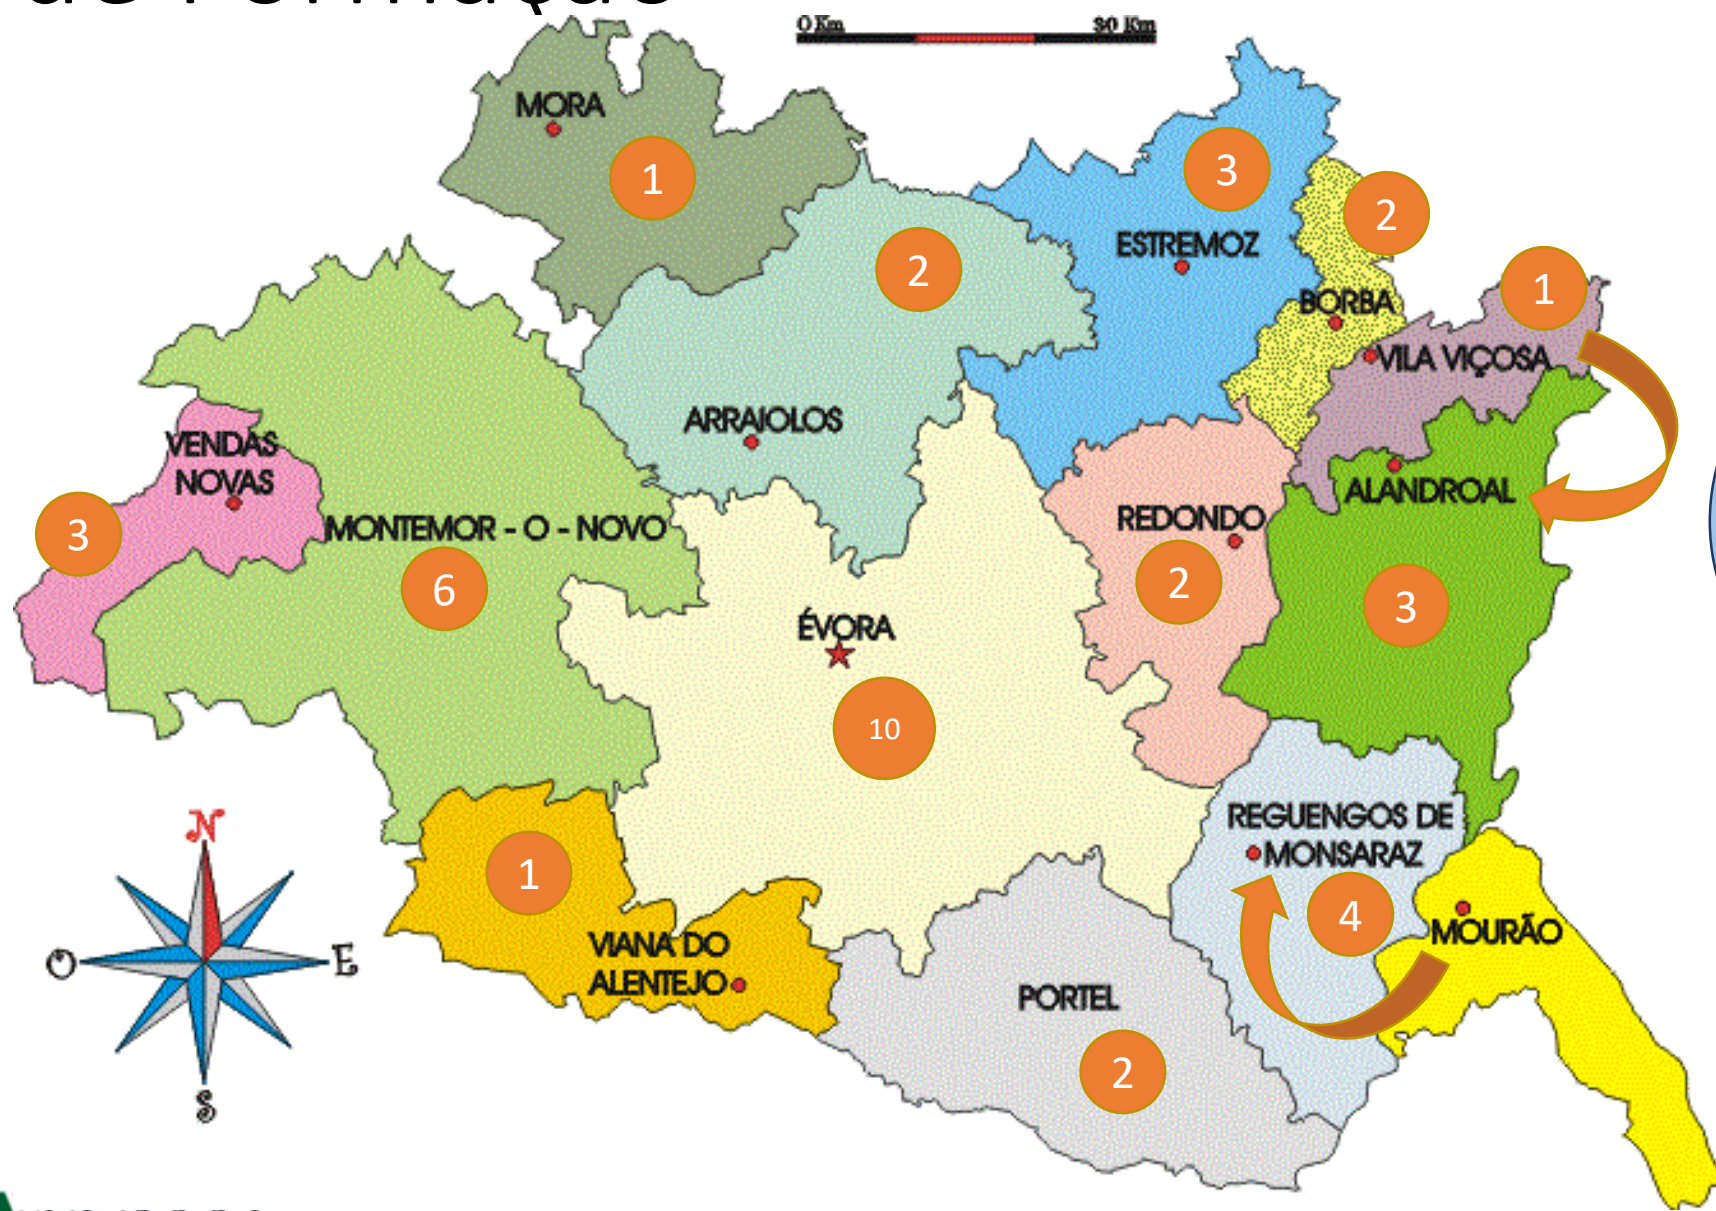 de Formação
0 Km 30 Km
MORA
1
3
2
2
ESTREMOZ
1
BORBA
VILA VIÇOSA
ARRAIOLOS
VENDAS
NOVAS
ALANDROAL
3
MONTEMOR - O - NOVO
REDONDO
6
2
3
ÉVORA
10
N
REGUENGOS DE
MONSARAZ
1
4
MOURÃO
VIANA DO
ALENTEJO
O
E
PORTEL
2
S